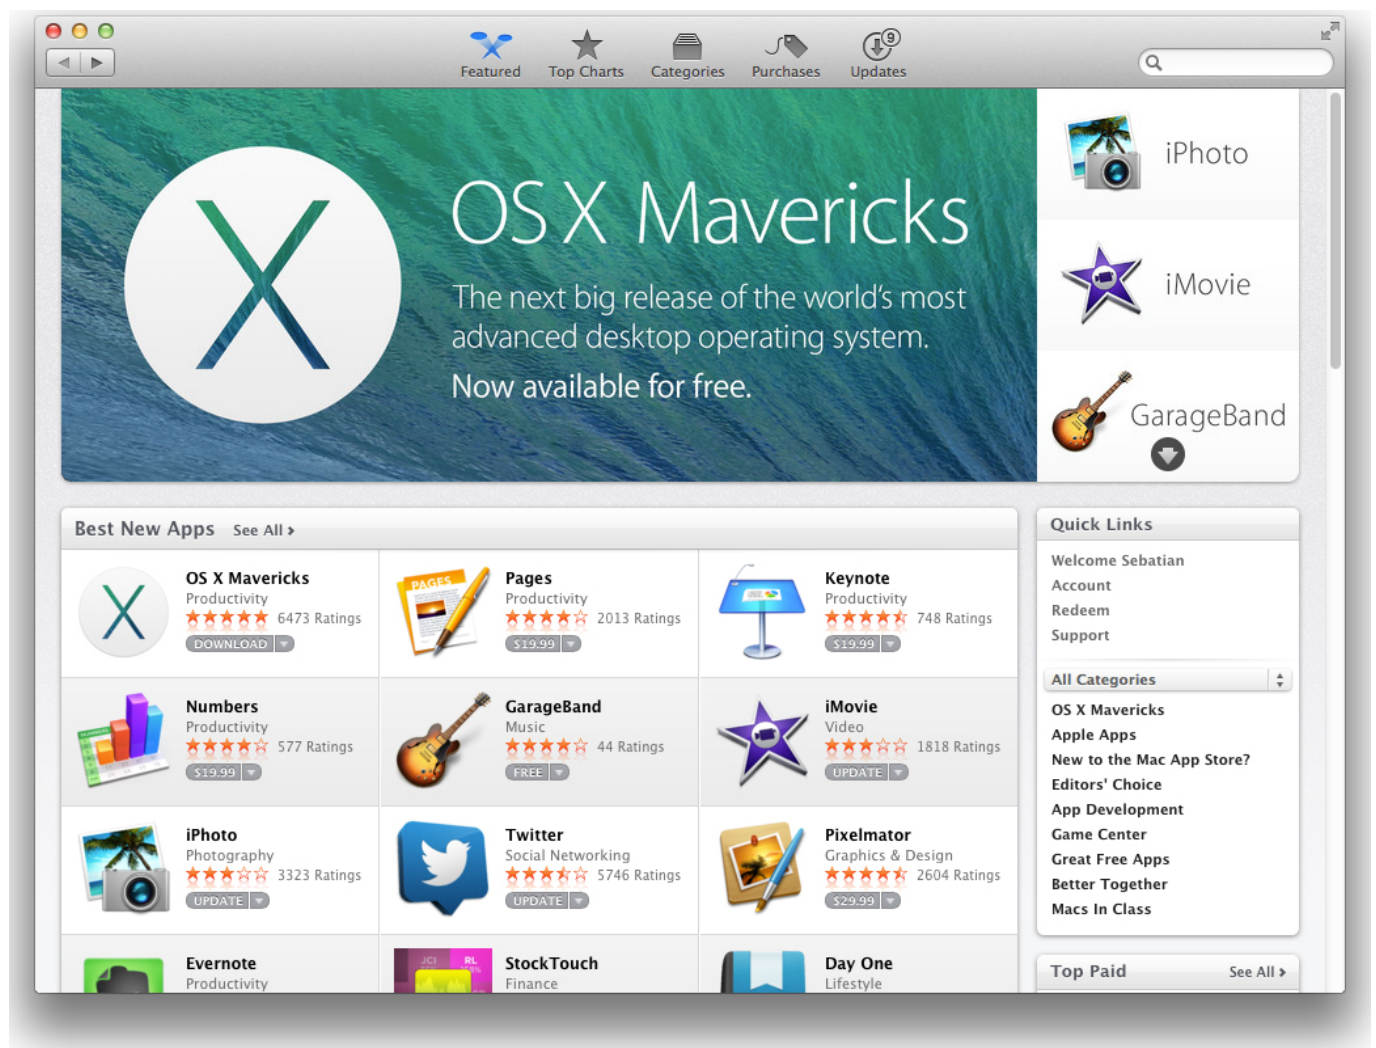 Featured
Top Charts
Categories
Purchases
Updates
9
OS X Mavericks
The next big release of the world's most
advanced desktop operating system.
Now available for free.
iPhoto
iMovie
GarageBand
Best New Apps See All ›
OS X Mavericks
Productivity
6473 Ratings
DOWNLOAD
PAGES
Pages
Productivity
2013 Ratings
$19.99
Keynote
Productivity
748 Ratings
$19.99
NUMBERS
Numbers
Productivity
577 Ratings
$19.99
GarageBand
Music
44 Ratings
FREE
iMovie
Video
1818 Ratings
UPDATE
iPhoto
Photography
3323 Ratings
UPDATE
Twitter
Social Networking
5746 Ratings
UPDATE
Pixelmator
Graphics & Design
2604 Ratings
$29.99
Evernote
Productivity
JCI
RL
StockTouch
Finance
Day One
Lifestyle
Quick Links
Welcome Sebatian
Account
Redeem
Support
All Categories
OS X Mavericks
Apple Apps
New to the Mac App Store?
Editors' Choice
App Development
Game Center
Great Free Apps
Better Together
Macs In Class
Top Paid See All ›